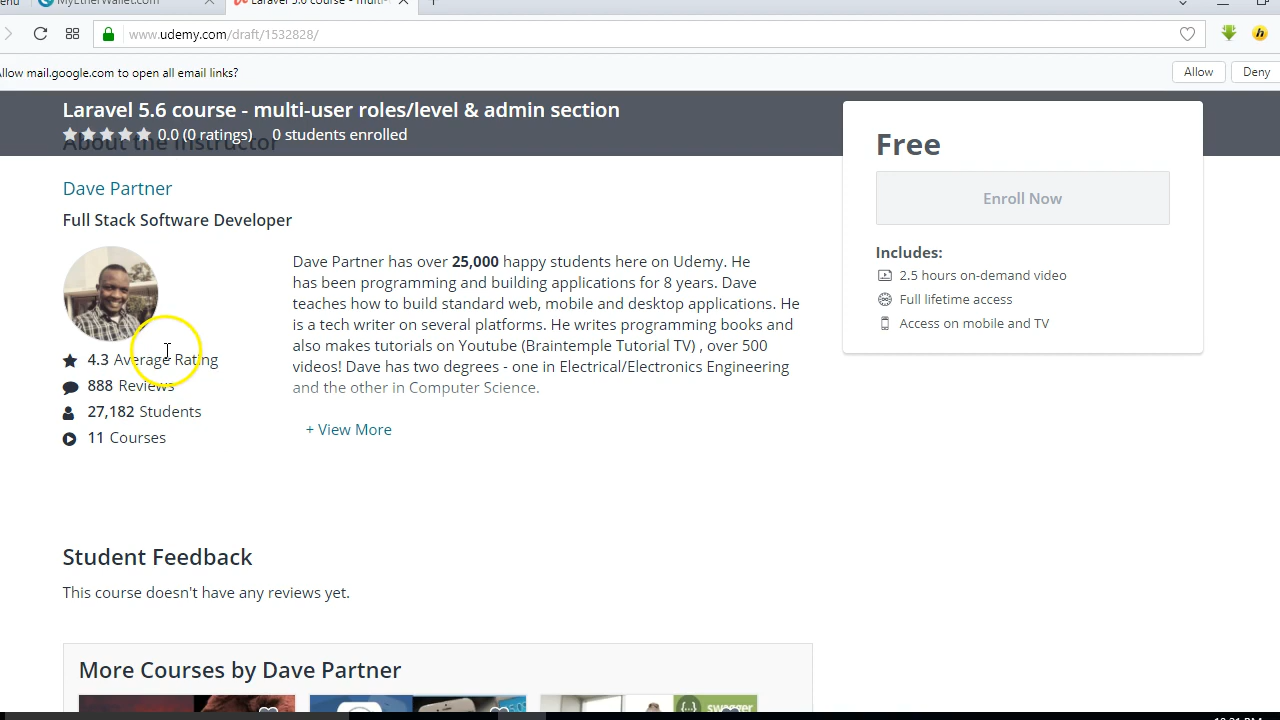 MyEtherWallet.com
Laravel 5.6 course - multi-
www.udemy.com/draft/1532828/
llow mail.google.com to open all email links?
Allow
Deny
Laravel 5.6 course - multi-user roles/level & admin section
0.0 (0 ratings) 0 students enrolled
About the Instructor
Free
Enroll Now
Includes:
2.5 hours on-demand video
Full lifetime access
Access on mobile and TV
Dave Partner
Full Stack Software Developer
4.3 Average Rating
888 Reviews
27,182 Students
11 Courses
Dave Partner has over 25,000 happy students here on Udemy. He
has been programming and building applications for 8 years. Dave
teaches how to build standard web, mobile and desktop applications. He
is a tech writer on several platforms. He writes programming books and
also makes tutorials on Youtube (Braintemple Tutorial TV) , over 500
videos! Dave has two degrees - one in Electrical/Electronics Engineering
and the other in Computer Science.
+ View More
Student Feedback
This course doesn't have any reviews yet.
More Courses by Dave Partner
{...} swagger